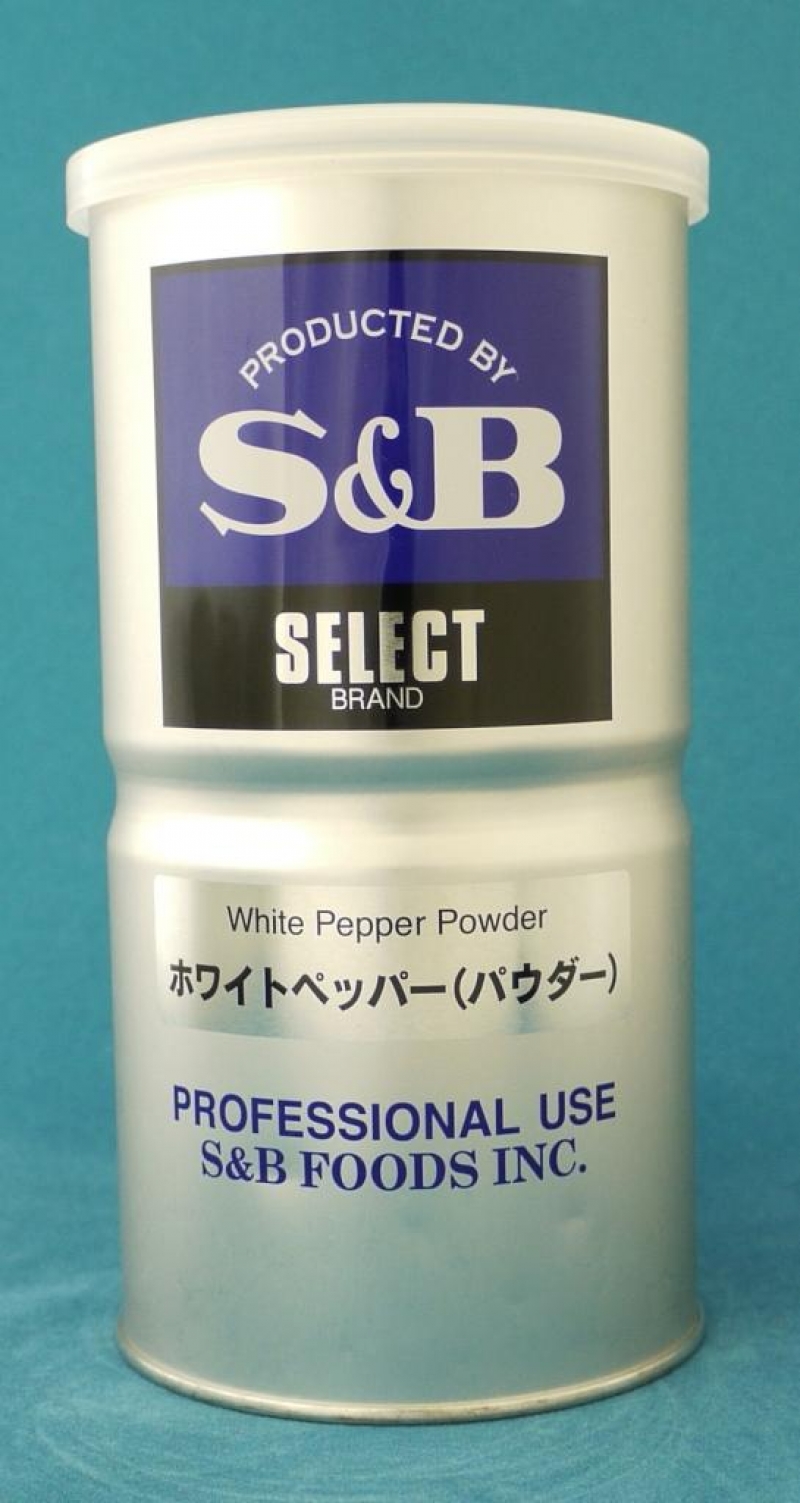 PRODUCTED BY
S&B
SELECT
BRAND
White Pepper Powder
ホワイトペッパー(パウダー)
PROFESSIONAL USE
S&B FOODS INC.